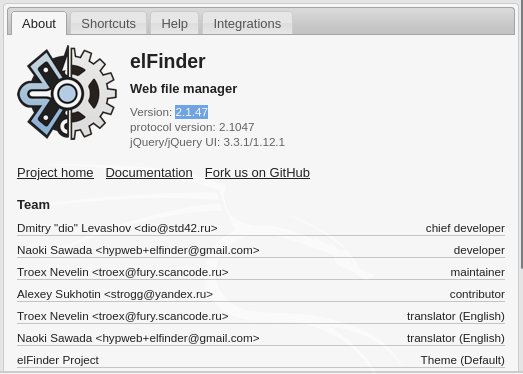 About Shortcuts Help Integrations
elFinder
Web file manager
Version: 2.1.47
protocol version: 2.1047
jQuery/jQuery UI: 3.3.1/1.12.1
Project home Documentation Fork us on GitHub
Team
Dmitry "dio" Levashov <dio@std42.ru> chief developer
Naoki Sawada <hypweb+elfinder@gmail.com> developer
Troex Nevelin <troex@fury.scancode.ru> maintainer
Alexey Sukhotin <strogg@yandex.ru> contributor
Troex Nevelin <troex@fury.scancode.ru> translator (English)
Naoki Sawada <hypweb+elfinder@gmail.com> translator (English)
elFinder Project Theme (Default)